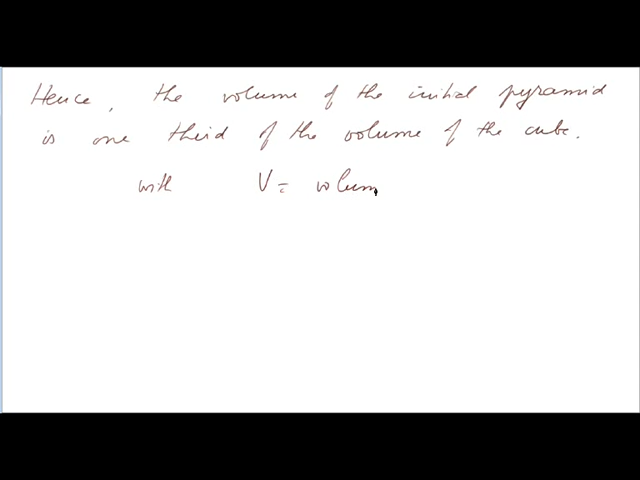 Hence, the volume of the initial pyramid
is one third of the volume of the cube.
with V = volum